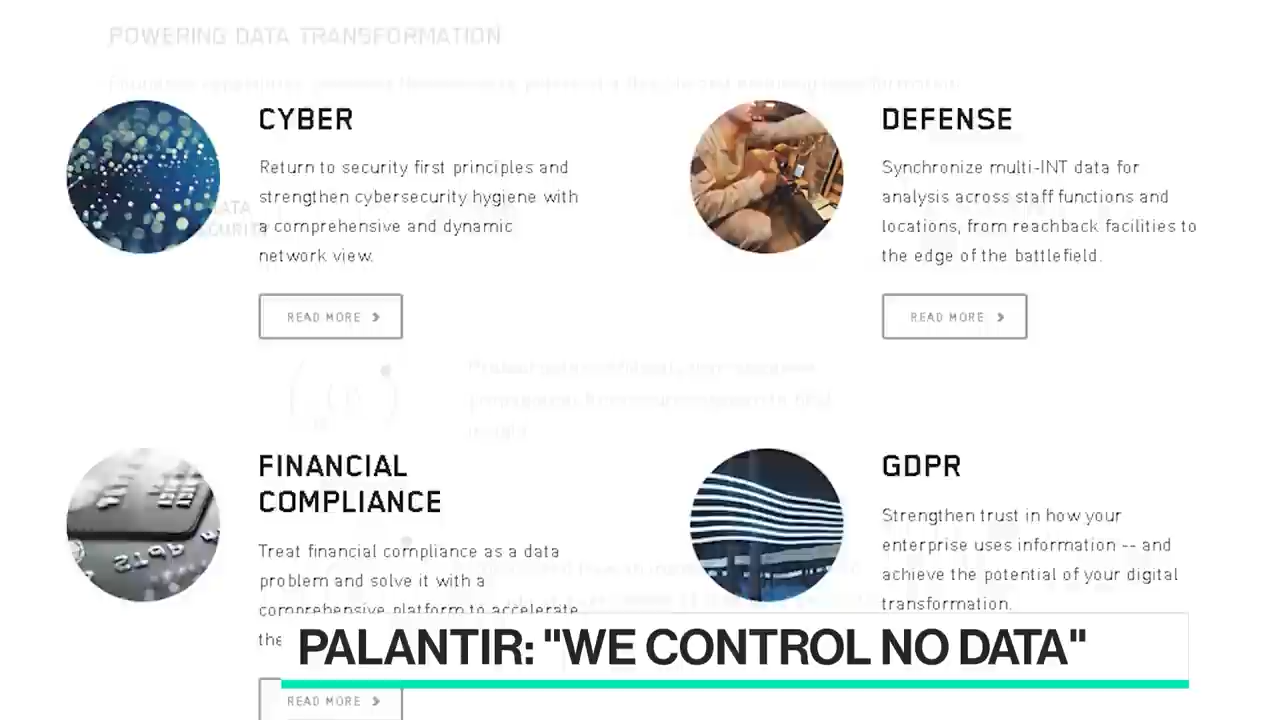 POWERING DATA TRANSFORMATION
CYBER
Return to security first principles and
strengthen cybersecurity hygiene with
a comprehensive and dynamic
network view.
READ MORE
DEFENSE
Synchronize multi-INT data for
analysis across staff functions and
locations, from reachback facilities to
the edge of the battlefield.
READ MORE
DATA
FINANCIAL
COMPLIANCE
Treat financial compliance as a data
problem and solve it with a
comprehensive platform to accelerate
the
READ MORE
GDPR
Strengthen trust in how your
enterprise uses information -- and
achieve the potential of your digital
transformation.
PALANTIR: "WE CONTROL NO DATA"